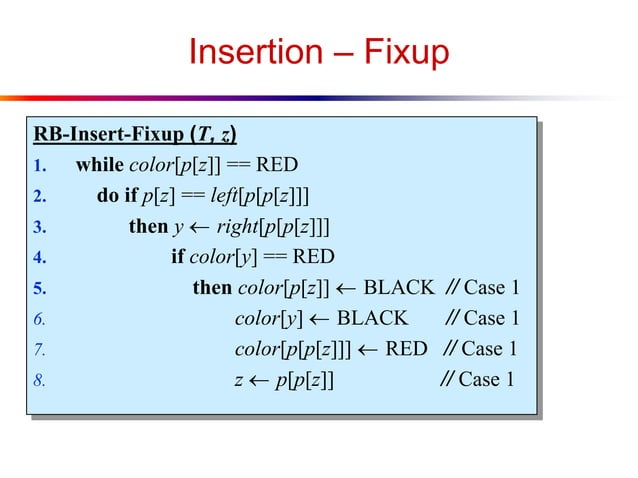 Insertion – Fixup
RB-Insert-Fixup (T, z)
1. while color[p[z]] == RED
2. do if p[z] == left[p[p[z]]]
3. then y ← right[p[p[z]]]
4. if color[y] == RED
5. then color[p[z]] ← BLACK // Case 1
6. color[y] ← BLACK // Case 1
7. color[p[p[z]]] ← RED // Case 1
8. z ← p[p[z]] // Case 1